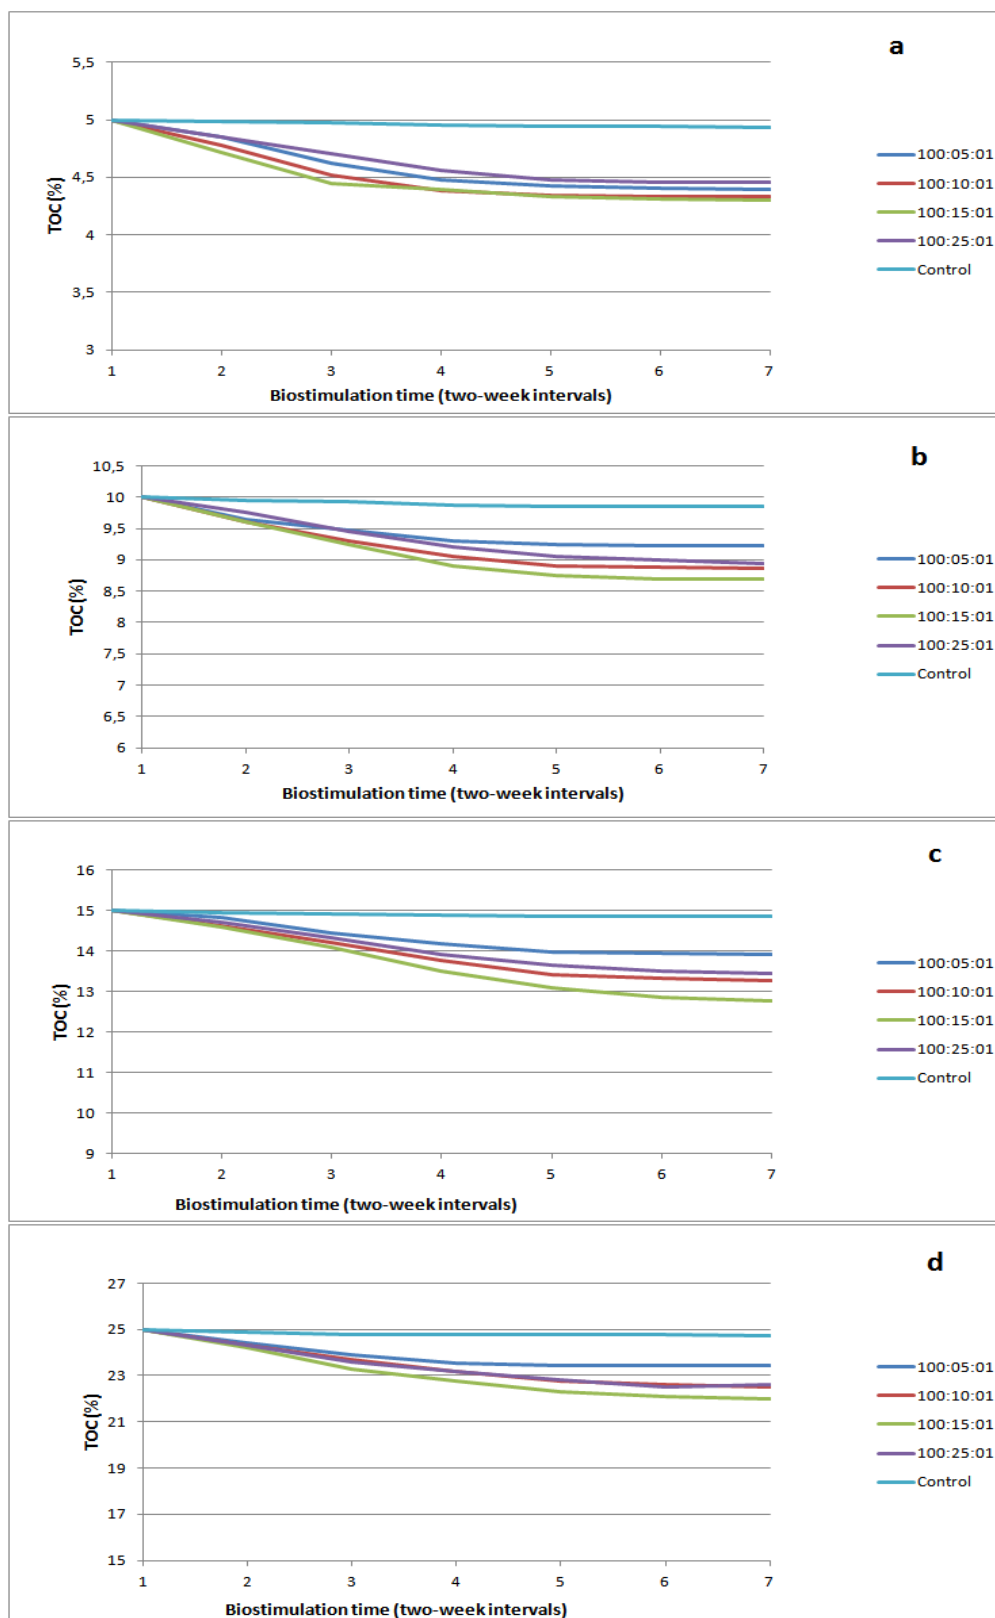 a
5,5
5
4,5
4
3,5
3
TOC (%)
1 2 3 4 5 6 7
Biostimulation time (two-week intervals)
100:05:01
100:10:01
100:15:01
100:25:01
Control
b
10,5
10
9,5
9
8,5
8
7,5
7
6,5
6
TOC (%)
1 2 3 4 5 6 7
Biostimulation time (two-week intervals)
100:05:01
100:10:01
100:15:01
100:25:01
Control
c
16
15
14
13
12
11
10
9
TOC (%)
1 2 3 4 5 6 7
Biostimulation time (two-week intervals)
100:05:01
100:10:01
100:15:01
100:25:01
Control
d
27
25
23
21
19
17
15
TOC (%)
1 2 3 4 5 6 7
Biostimulation time (two-week intervals)
100:05:01
100:10:01
100:15:01
100:25:01
Control